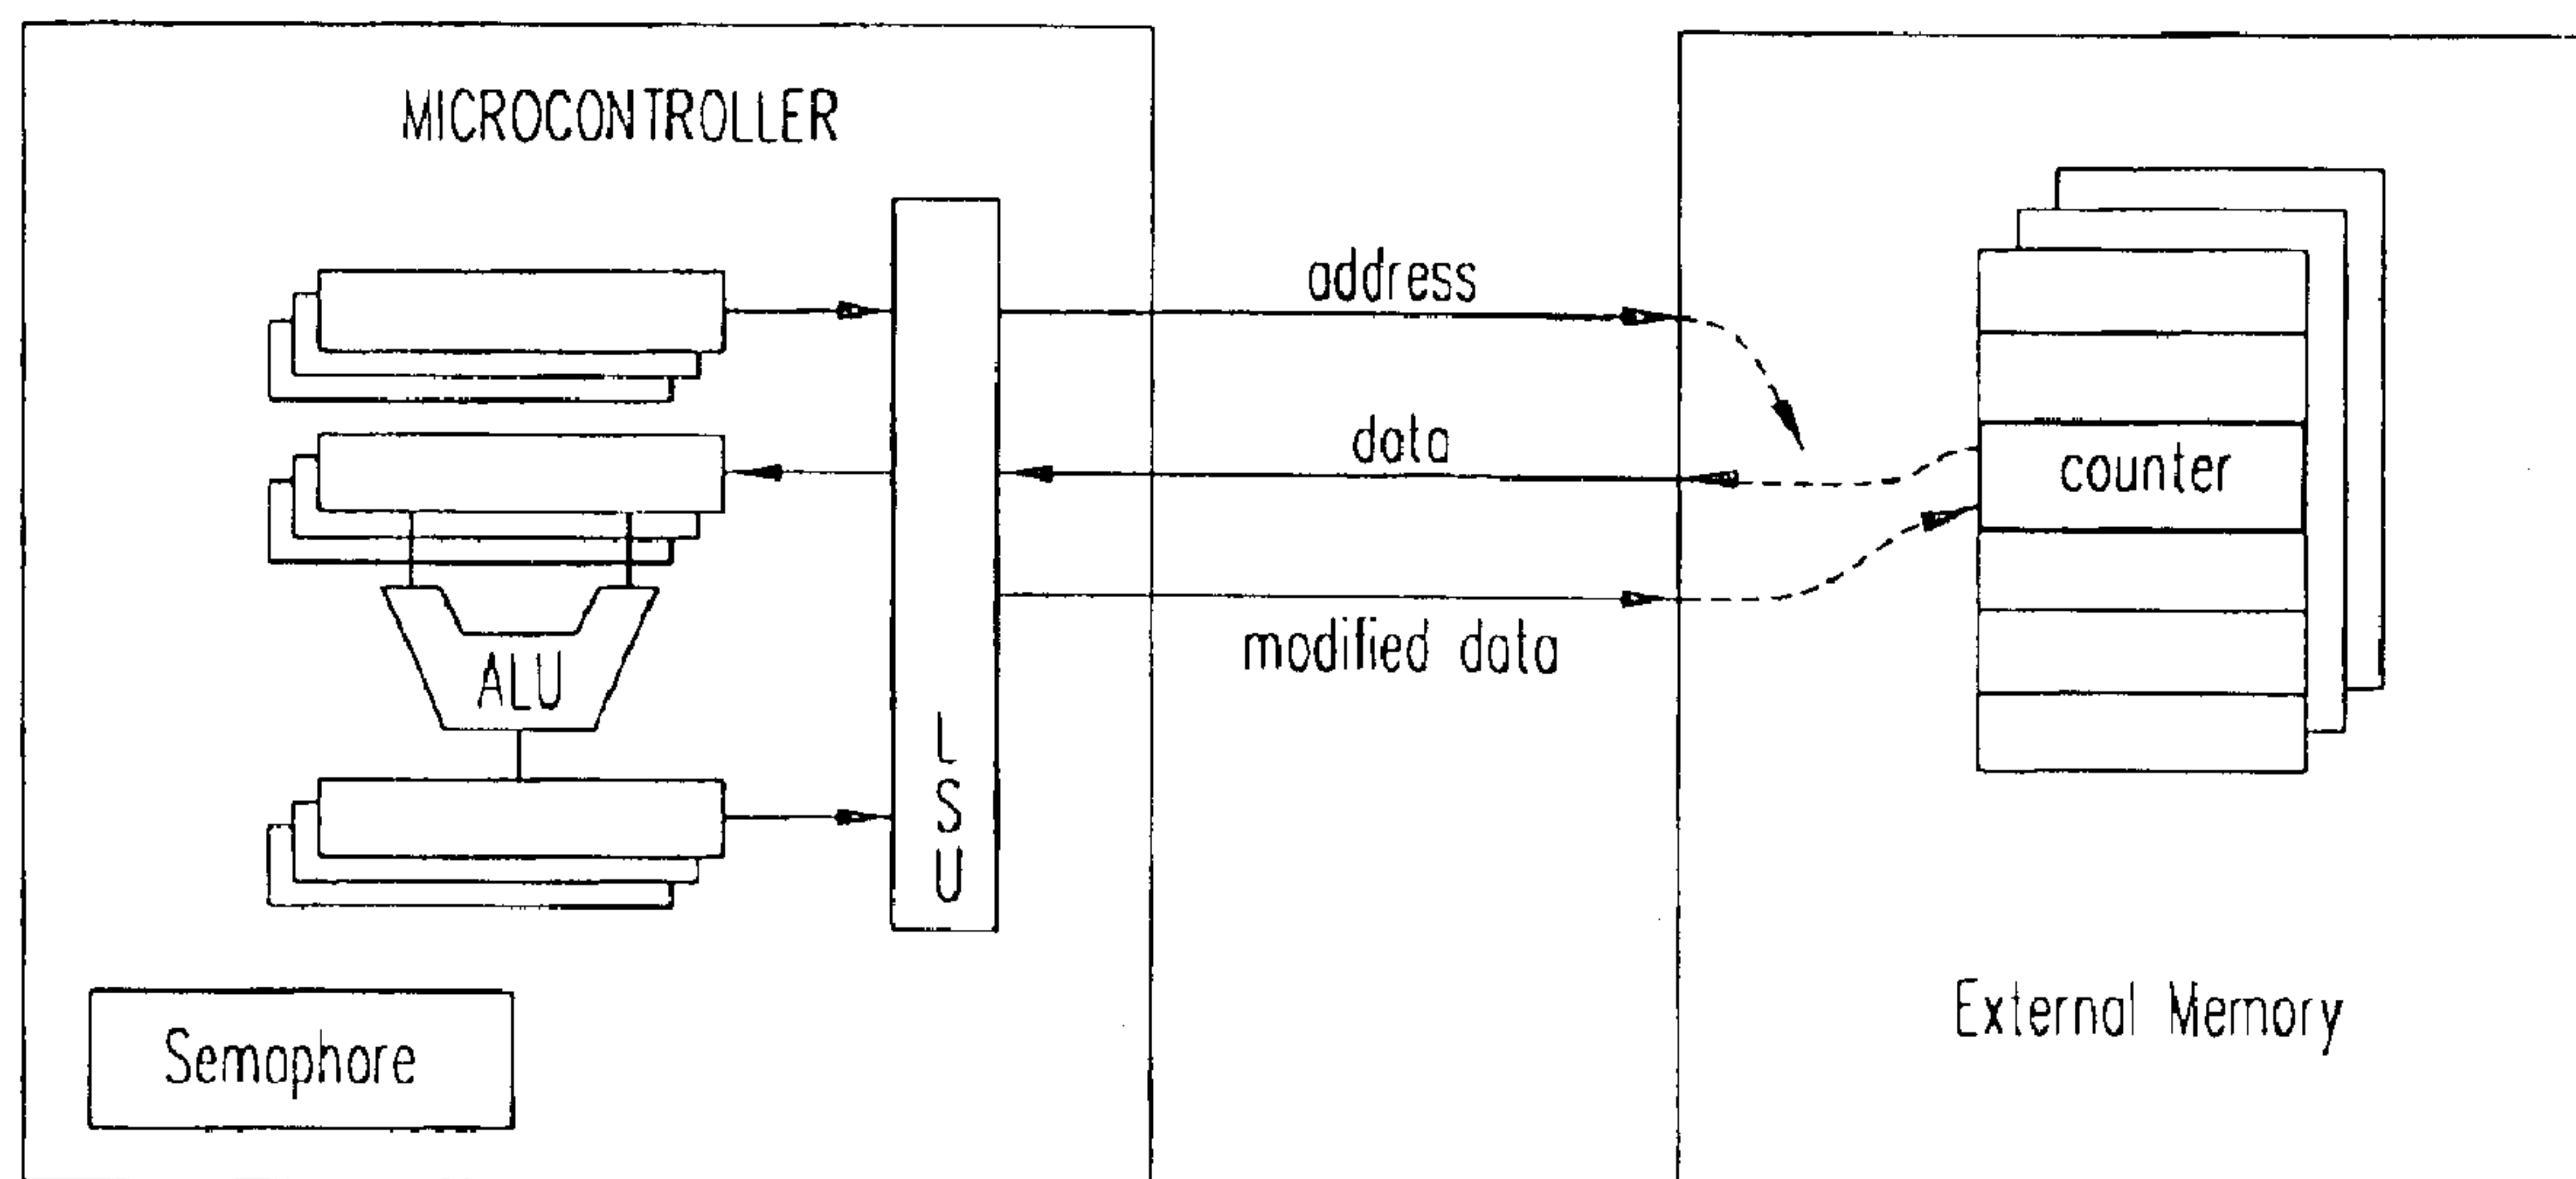 MICROCONTROLLER
address
data
counter
modified data
ALU
LSU
External Memory
Semaphore